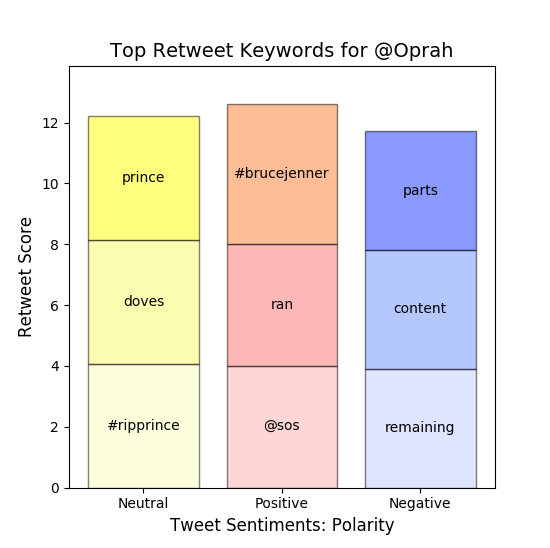 Top Retweet Keywords for @Oprah
Retweet Score
12
10
8
6
4
2
0
prince
doves
#ripprince
#brucejenner
ran
@sos
parts
content
remaining
Neutral
Positive
Negative
Tweet Sentiments: Polarity